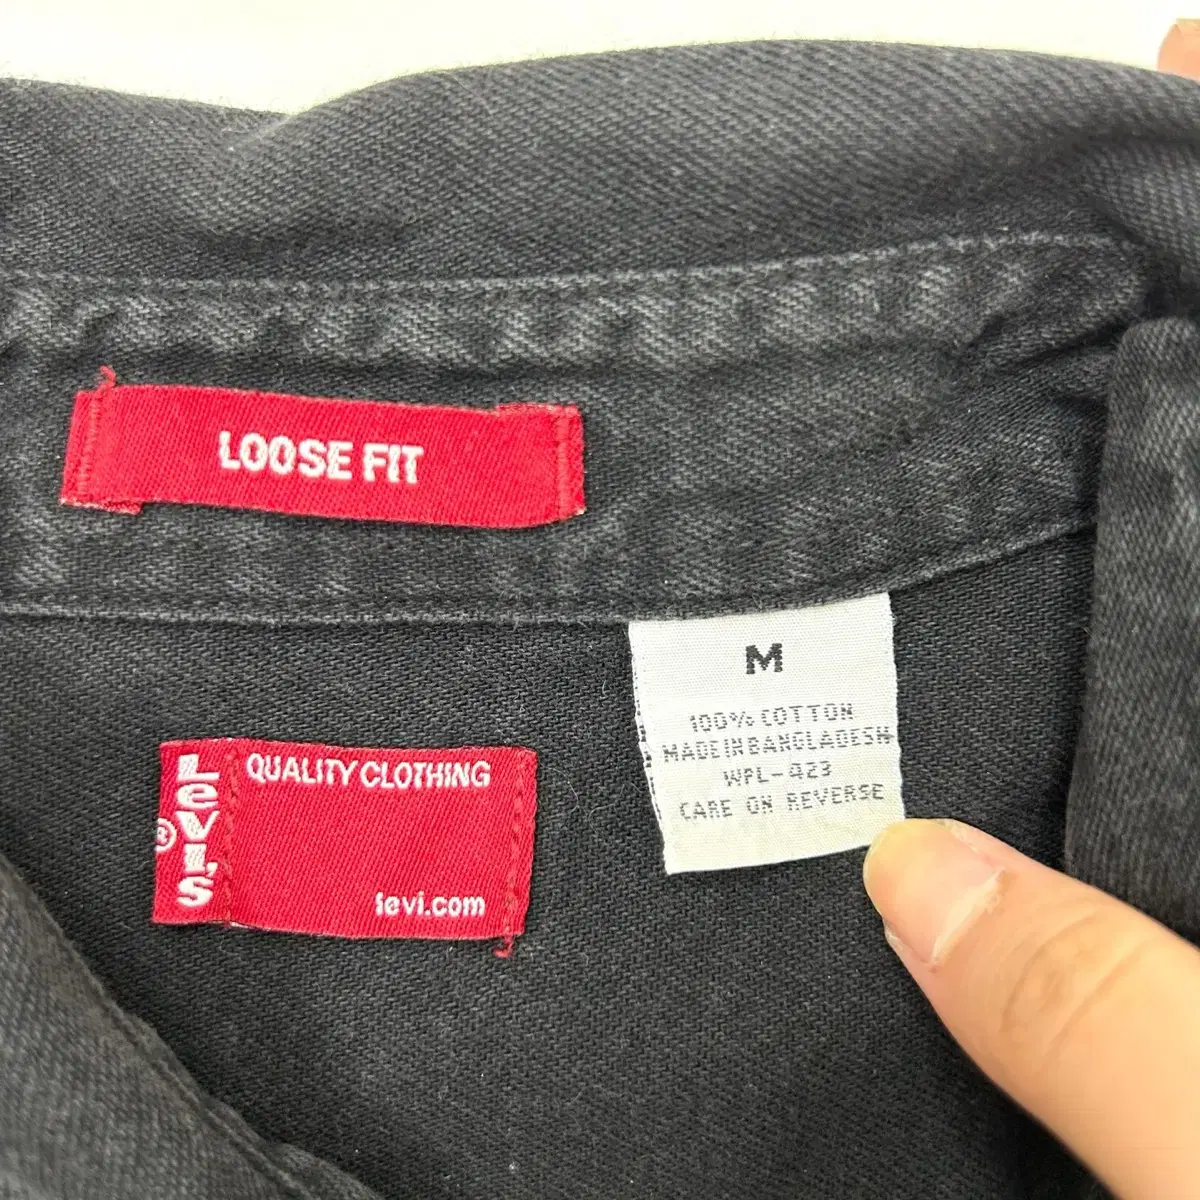 LOOSE FIT
LEVI'S
®
QUALITY CLOTHING
levi.com
M
100% COTTON
MADE IN BANGLADESH
WPL-423
CARE ON REVERSE